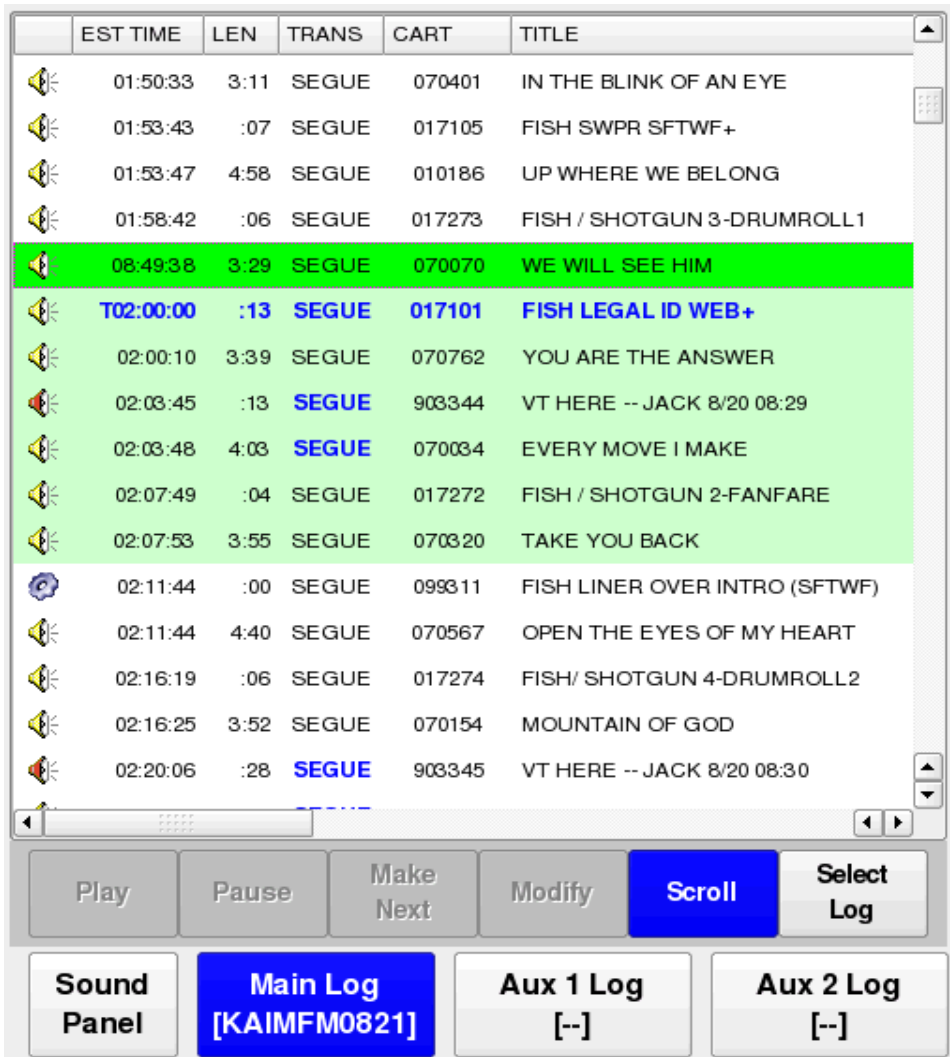 EST TIME LEN TRANS CART TITLE
01:50:33 3:11 SEGUE 070401 IN THE BLINK OF AN EYE
01:53:43 :07 SEGUE 017105 FISH SWPR SFTWF+
01:53:47 4:58 SEGUE 010186 UP WHERE WE BELONG
01:58:42 :06 SEGUE 017273 FISH / SHOTGUN 3-DRUMROLL1
08:49:38 3:29 SEGUE 070070 WE WILL SEE HIM
T02:00:00 :13 SEGUE 017101 FISH LEGAL ID WEB+
02:00:10 3:39 SEGUE 070762 YOU ARE THE ANSWER
02:03:45 :13 SEGUE 903344 VT HERE -- JACK 8/20 08:29
02:03:48 4:03 SEGUE 070034 EVERY MOVE I MAKE
02:07:49 :04 SEGUE 017272 FISH / SHOTGUN 2-FANFARE
02:07:53 3:55 SEGUE 070320 TAKE YOU BACK
02:11:44 :00 SEGUE 099311 FISH LINER OVER INTRO (SFTWF)
02:11:44 4:40 SEGUE 070567 OPEN THE EYES OF MY HEART
02:16:19 :06 SEGUE 017274 FISH/ SHOTGUN 4-DRUMROLL2
02:16:25 3:52 SEGUE 070154 MOUNTAIN OF GOD
02:20:06 :28 SEGUE 903345 VT HERE -- JACK 8/20 08:30
Play Pause Make Next Modify Scroll Select Log
Sound Panel Main Log [KAIMFM0821] Aux 1 Log [--] Aux 2 Log [--]